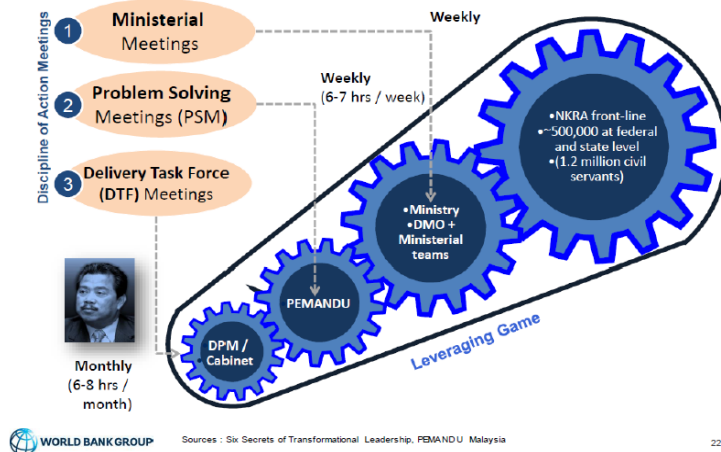 Discipline of Action Meetings
1
Ministerial
Meetings
2
Problem Solving
Meetings (PSM)
3
Delivery Task Force
(DTF) Meetings
Weekly
Weekly
(6-7 hrs / week)
Monthly
(6-8 hrs /
month)
•DPM /
Cabinet
PEMANDU
•Ministry
•DMO +
Ministerial
teams
•NKRA front-line
•~500,000 at federal
and state level
•(1.2 million civil
servants)
Leveraging Game
WORLD BANK GROUP
Sources : Six Secrets of Transformational Leadership, PEMANDU Malaysia
22